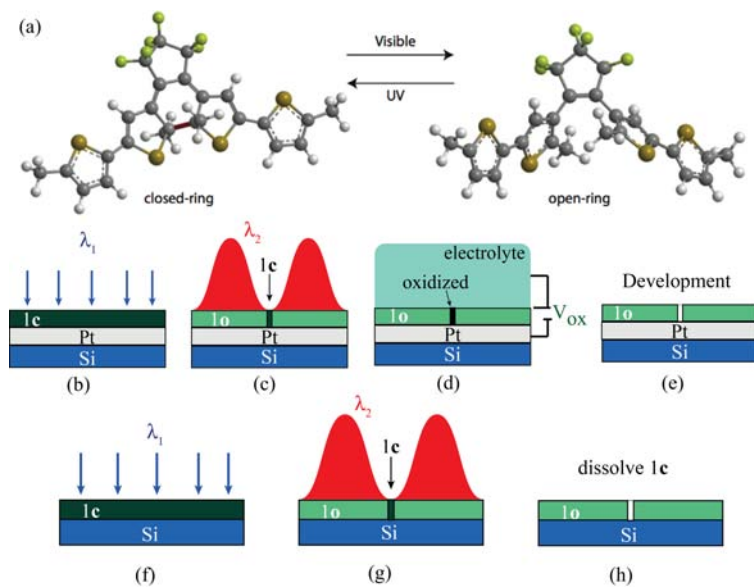 (a)
Visible
UV
closed-ring
open-ring
λ1
1c
Pt
Si
(b)
λ2
1c
1o
Pt
Si
(c)
electrolyte
oxidized
1o
Pt
Si
Vox
(d)
Development
1o
Pt
Si
(e)
λ1
1c
Si
(f)
λ2
1c
1o
Si
(g)
dissolve 1c
1o
Si
(h)